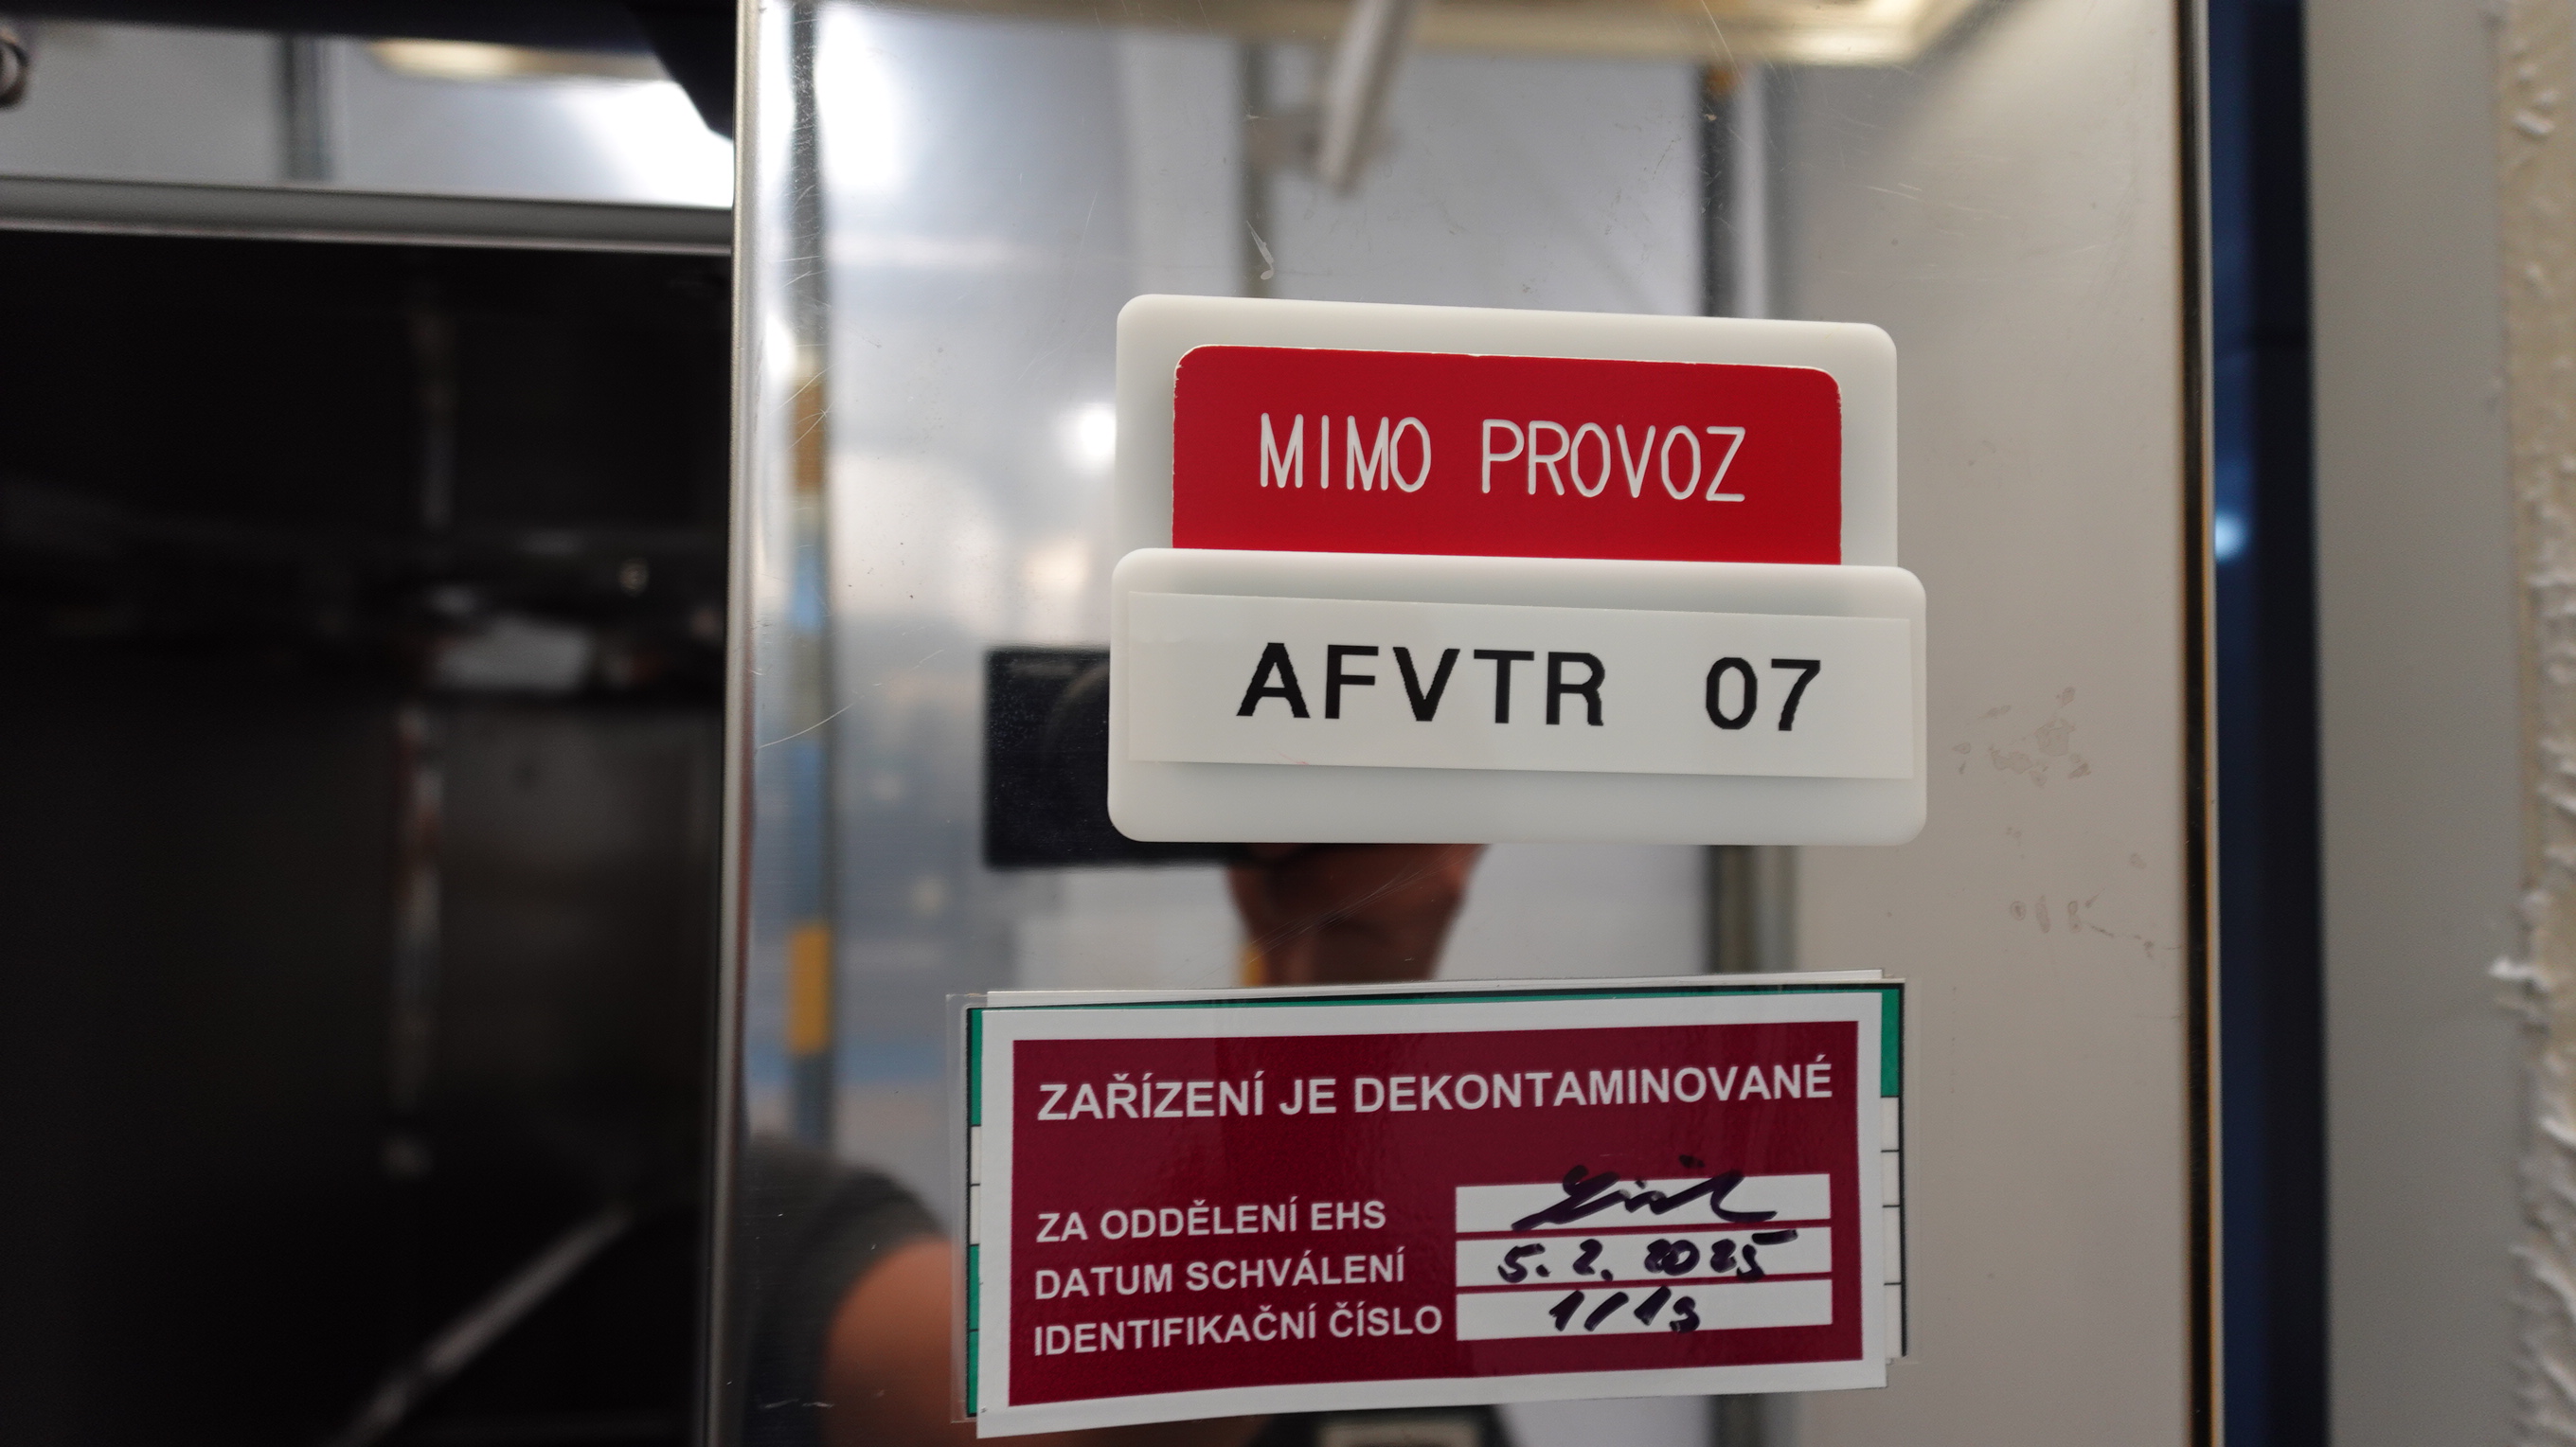 MIMO PROVOZ
AFVTR 07
ZAŘÍZENÍ JE DEKONTAMINOVANÉ
ZA ODDĚLENÍ EHS
DATUM SCHVÁLENÍ 5.2.2025
IDENTIFIKAČNÍ ČÍSLO